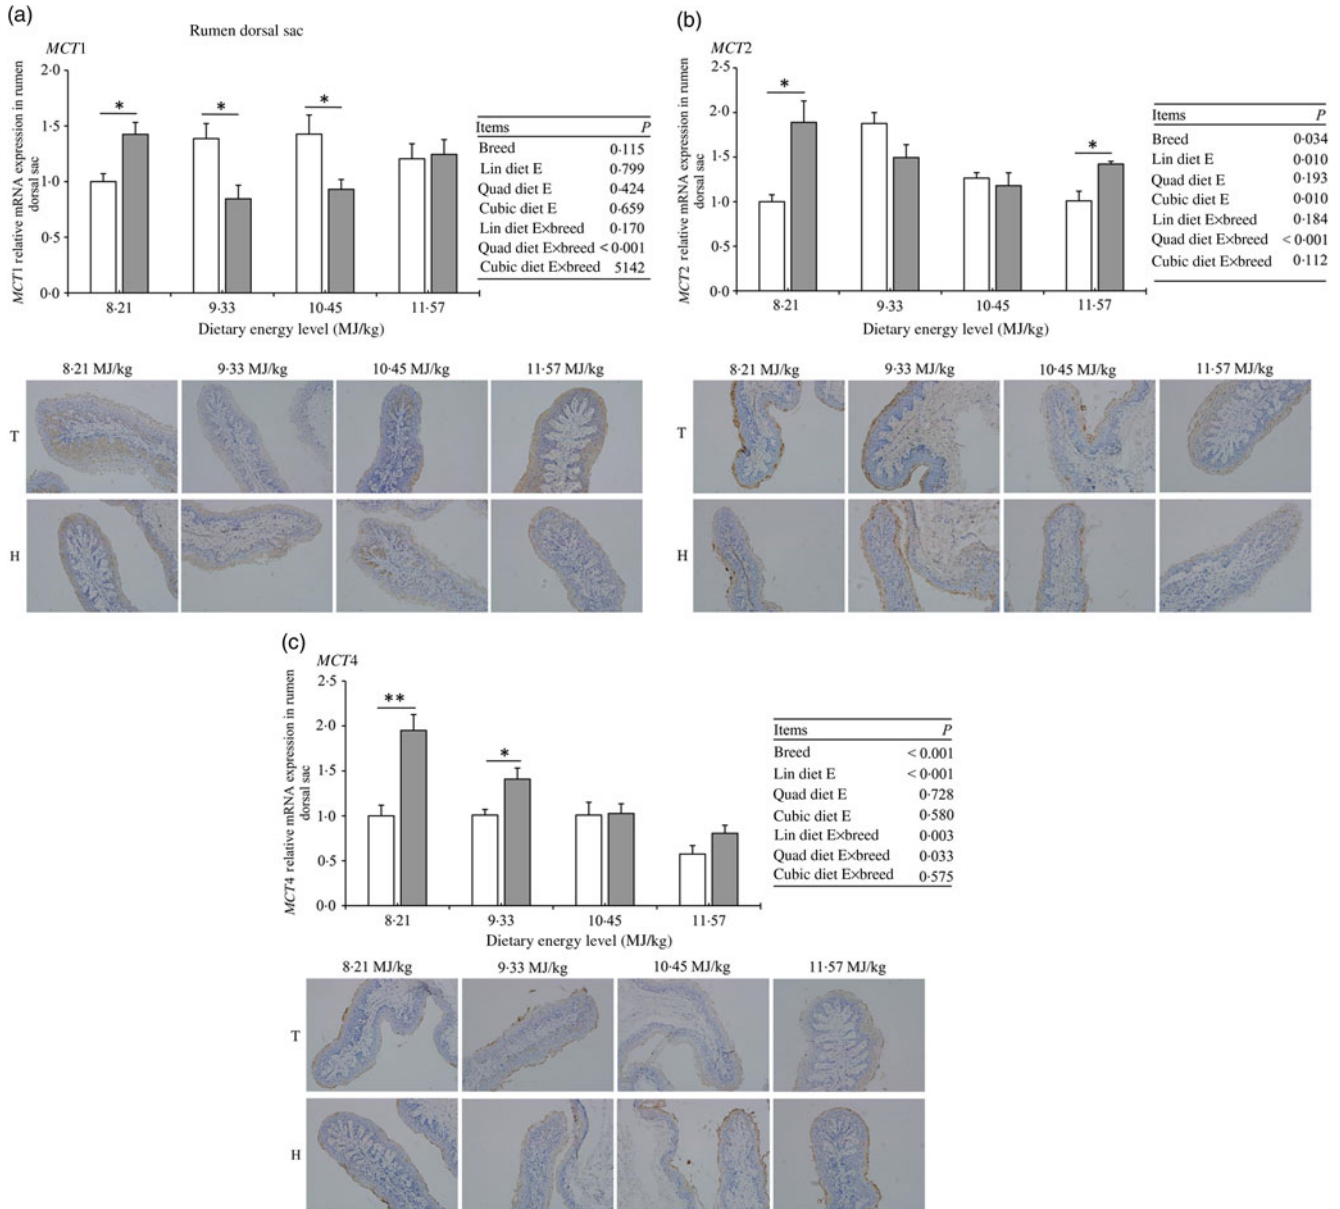 (a)
Rumen dorsal sac
MCT1
MCT1 relative mRNA expression in rumen
dorsal sac
2·0
1·5
1·0
0·5
0·0
*
*
*
8·21 9·33 10·45 11·57
Dietary energy level (MJ/kg)
Items P
Breed 0·115
Lin diet E 0·799
Quad diet E 0·424
Cubic diet E 0·659
Lin diet E×breed 0·170
Quad diet E×breed < 0·001
Cubic diet E×breed 5142
8·21 MJ/kg 9·33 MJ/kg 10·45 MJ/kg 11·57 MJ/kg
T
H
(b)
MCT2
MCT2 relative mRNA expression in rumen
dorsal sac
2·5
2·0
1·5
1·0
0·5
0·0
*
*
8·21 9·33 10·45 11·57
Dietary energy level (MJ/kg)
Items P
Breed 0·034
Lin diet E 0·010
Quad diet E 0·193
Cubic diet E 0·010
Lin diet E×breed 0·184
Quad diet E×breed < 0·001
Cubic diet E×breed 0·112
8·21 MJ/kg 9·33 MJ/kg 10·45 MJ/kg 11·57 MJ/kg
T
H
(c)
MCT4
MCT4 relative mRNA expression in rumen
dorsal sac
2·5
2·0
1·5
1·0
0·5
0·0
**
*
8·21 9·33 10·45 11·57
Dietary energy level (MJ/kg)
Items P
Breed < 0.001
Lin diet E < 0·001
Quad diet E 0·728
Cubic diet E 0·580
Lin diet E×breed 0·003
Quad diet E×breed 0·033
Cubic diet E×breed 0·575
8·21 MJ/kg 9·33 MJ/kg 10·45 MJ/kg 11·57 MJ/kg
T
H